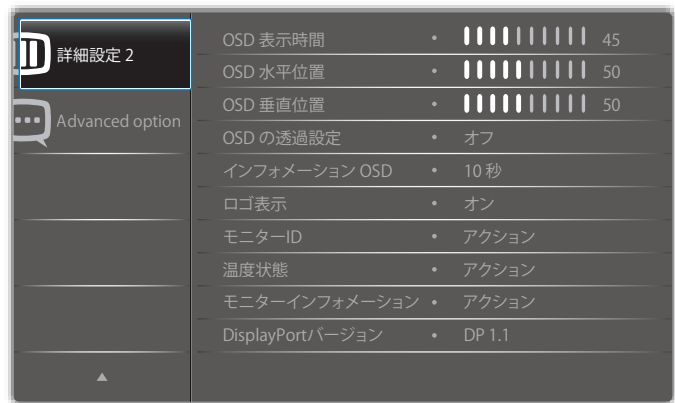 詳細設定 2
Advanced option
OSD 表示時間 • 45
OSD 水平位置 • 50
OSD 垂直位置 • 50
OSD の透過設定 • オフ
インフォメーション OSD • 10 秒
ロゴ表示 • オン
モニターID • アクション
温度状態 • アクション
モニターインフォメーション • アクション
DisplayPortバージョン • DP 1.1